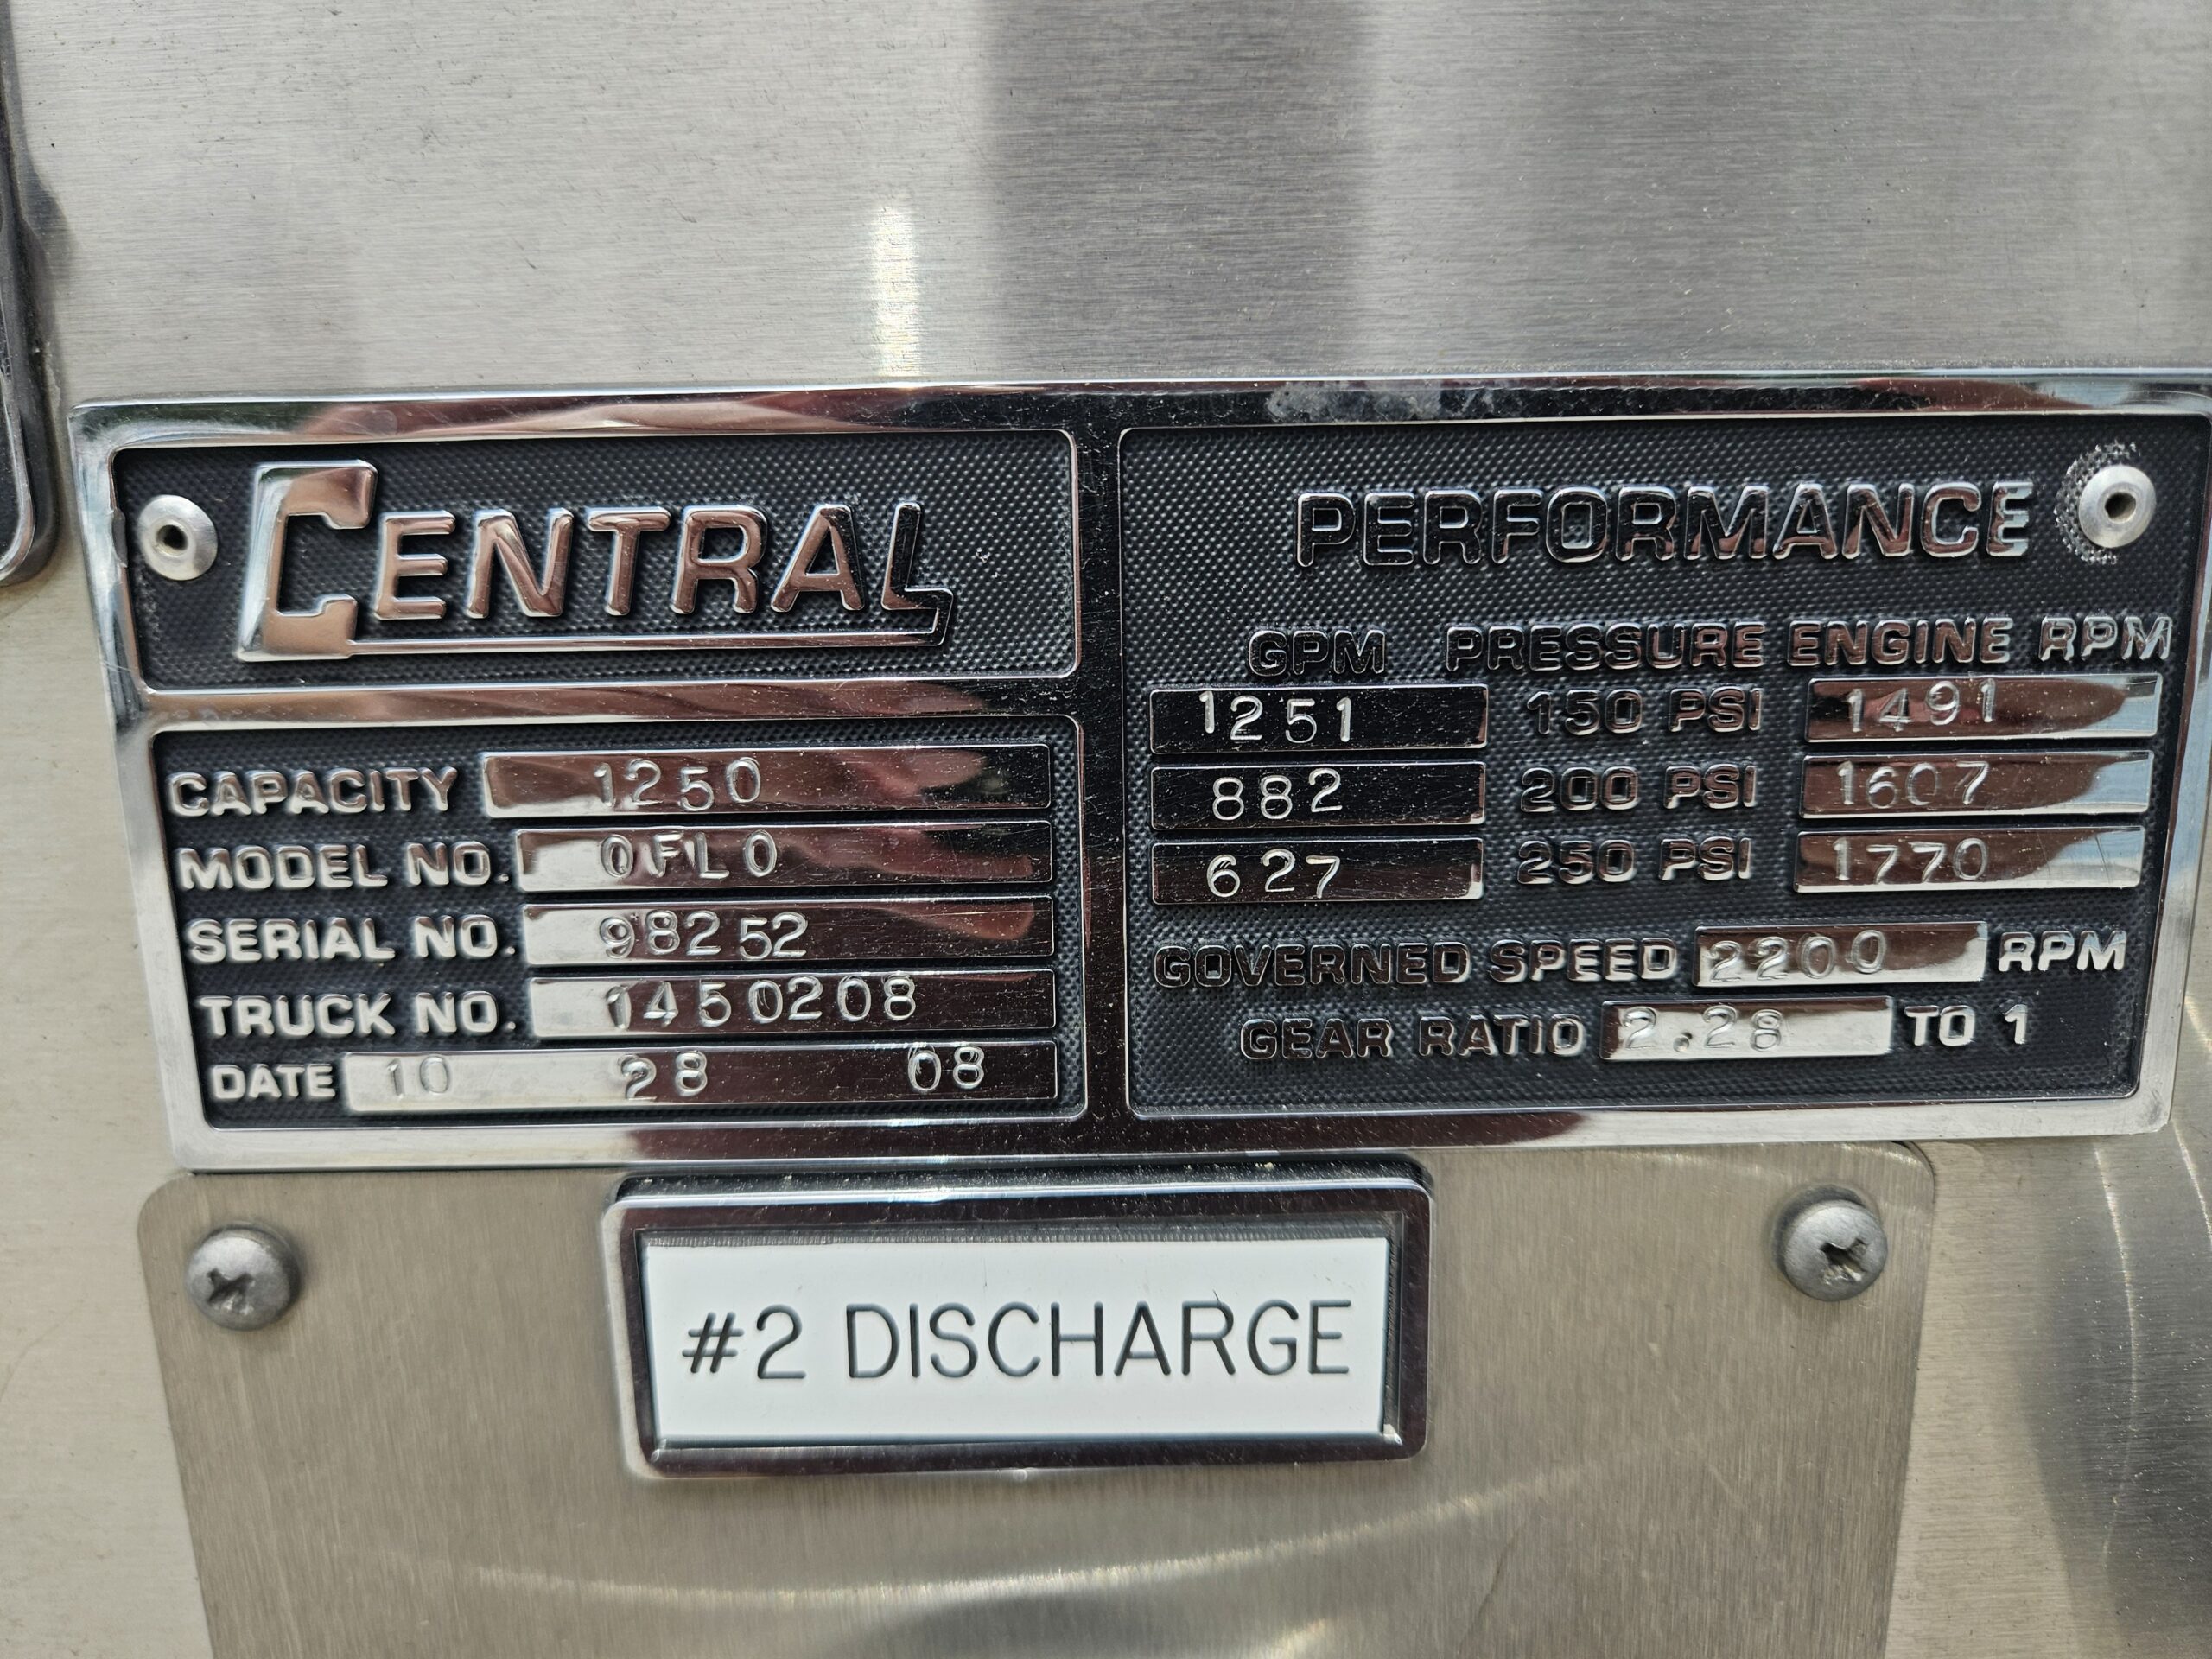 CENTRAL
CAPACITY 1250
MODEL NO. QFLO
SERIAL NO. 98252
TRUCK NO. 1450208
DATE 10 28 08
PERFORMANCE
GPM PRESSURE ENGINE RPM
1251 150 PSI 1491
882 200 PSI 1607
627 250 PSI 1770
GOVERNED SPEED 2200 RPM
GEAR RATIO 2.28 TO 1
#2 DISCHARGE